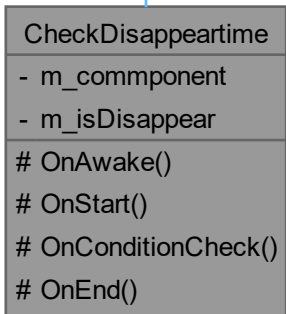 CheckDisappeartime
- m_commponent
- m_isDisappear
# OnAwake()
# OnStart()
# OnConditionCheck()
# OnEnd()